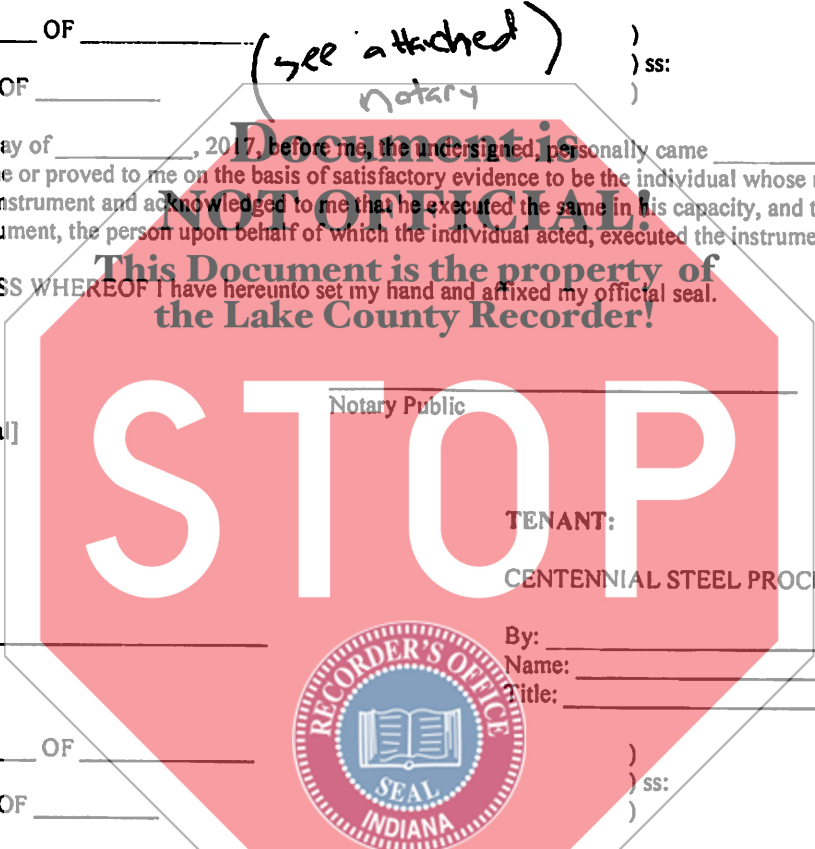 OF
(see attached) )
) ss:
OF
notary )
Document is
ay of , 2017, before me, the undersigned, personally came
e or proved to me on the basis of satisfactory evidence to be the individual whose
NOT OFFICIAL!
nstrument and acknowledged to me that he executed the same in his capacity, and t
ument, the person upon behalf of which the individual acted, executed the instrume
This Document is the property of
SS WHEREOF I have hereunto set my hand and affixed my official seal.
the Lake County Recorder!
Notary Public
al]
STOP
TENANT:
CENTENNIAL STEEL PROC
By:
Name:
Title:
RECORDER'S OFFICE
SEAL
INDIANA
OF )
) ss:
OF )